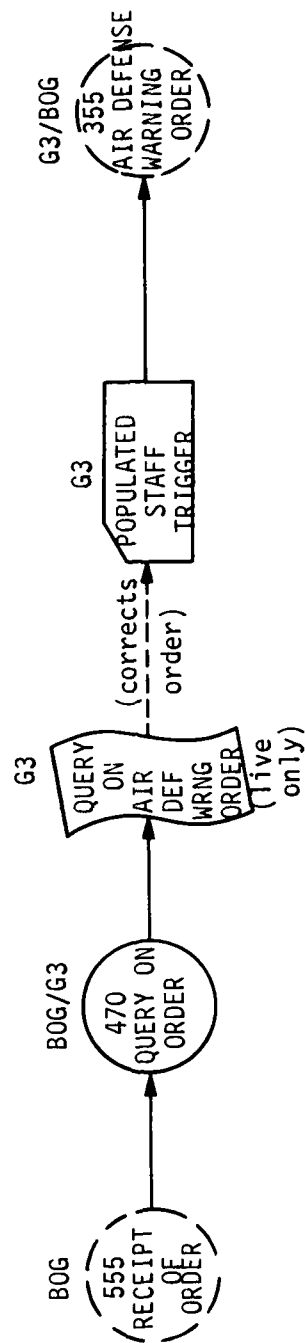 BOG
555
RECEIPT
OF
ORDER
BOG/G3
470
QUERY ON
ORDER
G3
QUERY
ON
AIR
DEF
WRNG
ORDER
(live
only)
(corrects
order)
G3
POPULATED
STAFF
TRIGGER
G3/BOG
355
AIR DEFENSE
WARNING
ORDER